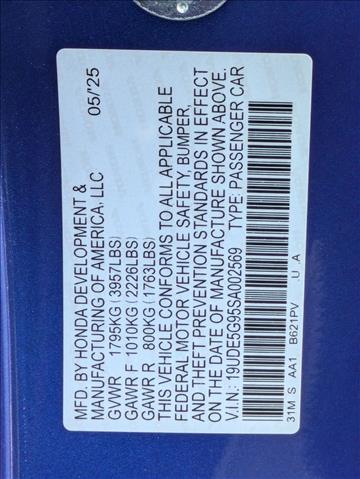 MFD. BY HONDA DEVELOPMENT & 05/'25
MANUFACTURING OF AMERICA, LLC
GVWR 1795KG(3957LBS)
GAWR F 1010KG(2226LBS)
GAWR R 800KG(1763LBS)
THIS VEHICLE CONFORMS TO ALL APPLICABLE
FEDERAL MOTOR VEHICLE SAFETY, BUMPER,
AND THEFT PREVENTION STANDARDS IN EFFECT
ON THE DATE OF MANUFACTURE SHOWN ABOVE.
V.I.N.: 19UDE5G95SA002569 TYPE: PASSENGER CAR
31M S AA1 B621PV .U .A